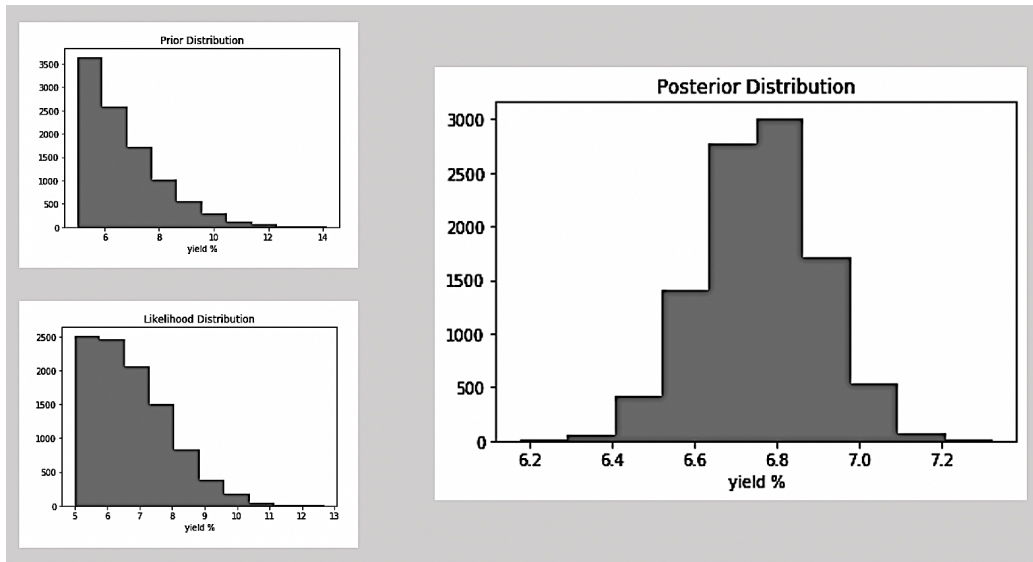 Prior Distribution
3500
3000
2500
2000
1500
1000
500
0
6 8 10 12 14
yield %
Likelihood Distribution
2500
2000
1500
1000
500
0
5 6 7 8 9 10 11 12 13
yield %
Posterior Distribution
3000
2500
2000
1500
1000
500
0
6.2 6.4 6.6 6.8 7.0 7.2
yield %